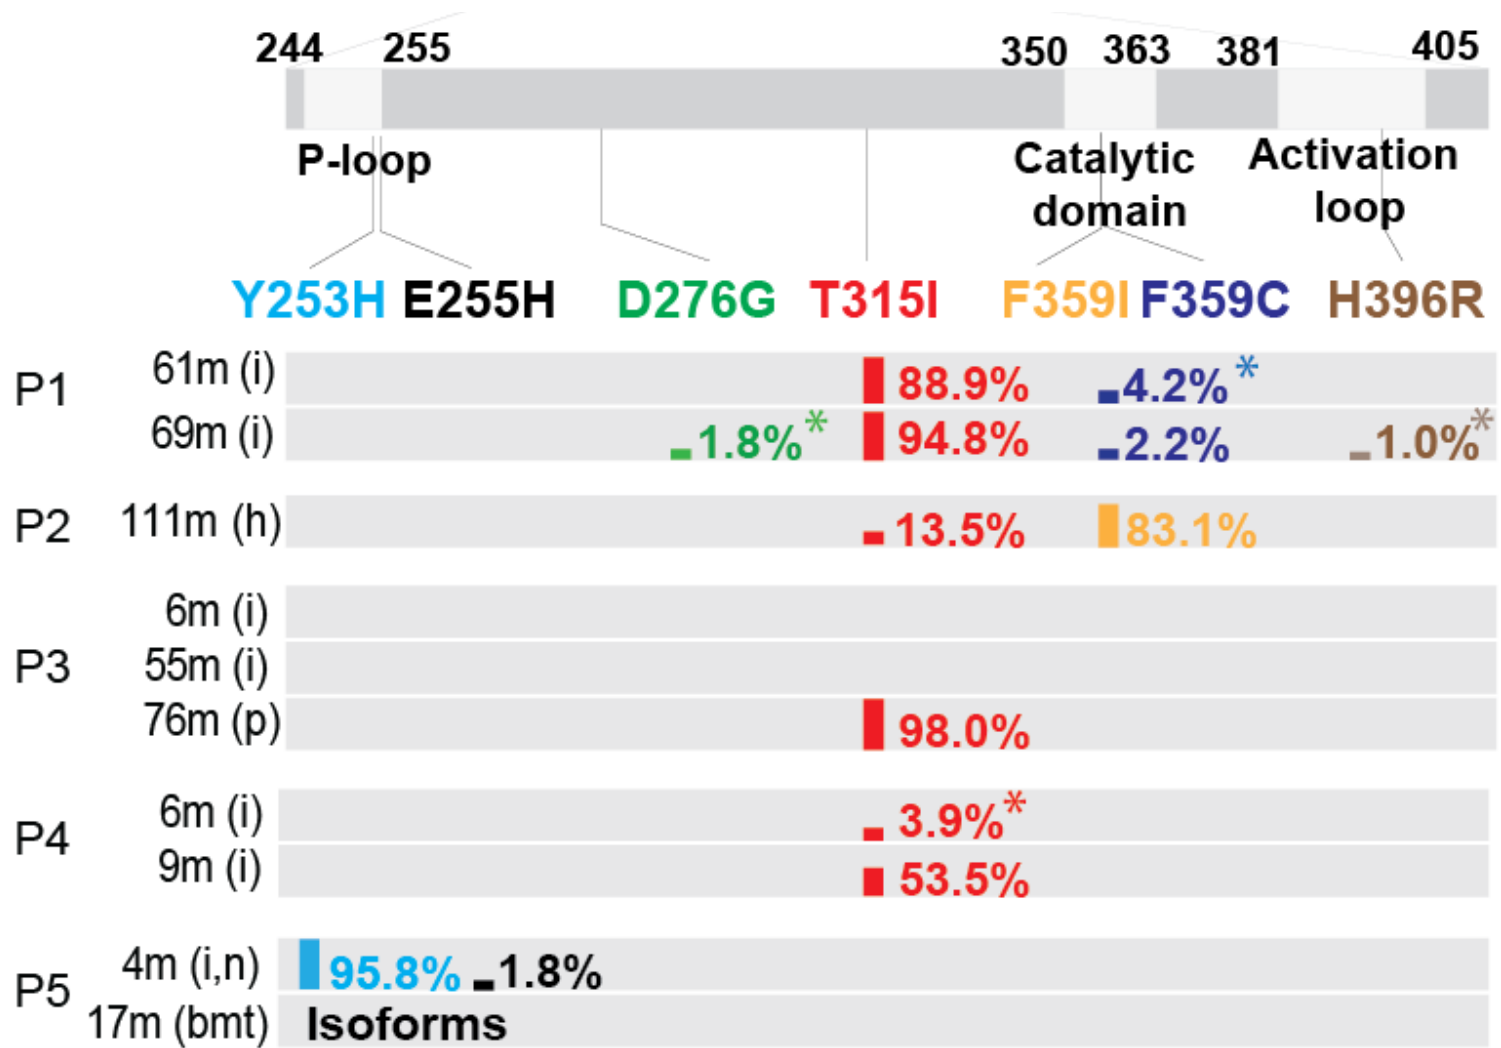 244 255 350 363 381 405
P-loop Catalytic domain Activation loop
Y253H E255H D276G T315I F359I F359C H396R
P1
61m (i) 88.9% 4.2% *
69m (i) 1.8% * 94.8% 2.2% 1.0% *
P2 111m (h) 13.5% 83.1%
P3
6m (i)
55m (i)
76m (p) 98.0%
P4
6m (i) 3.9% *
9m (i) 53.5%
P5
4m (i,n) 95.8% 1.8%
17m (bmt) Isoforms